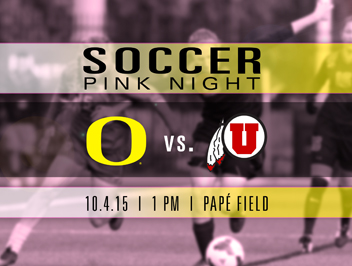 SOCCER
PINK NIGHT
O VS. U
10.4.15 | 1 PM | PAPÉ FIELD